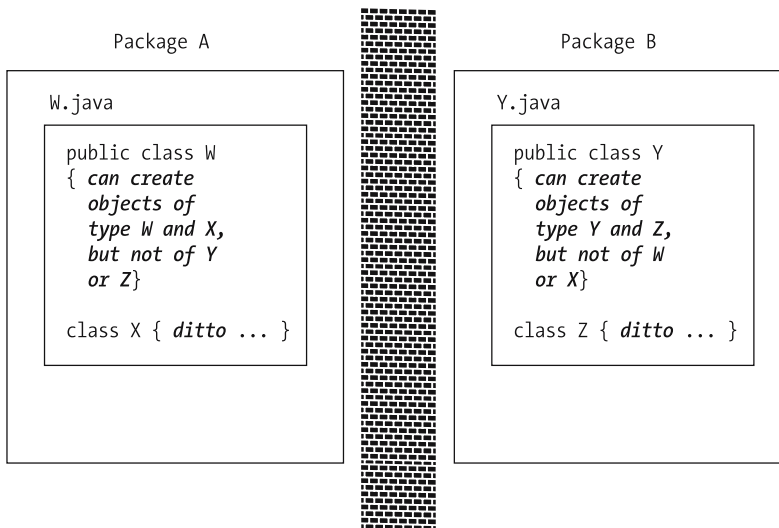 Package A
W.java
public class W
{ can create
objects of
type W and X,
but not of Y
or Z}
class X { ditto ... }
Package B
Y.java
public class Y
{ can create
objects of
type Y and Z,
but not of W
or X}
class Z { ditto ... }